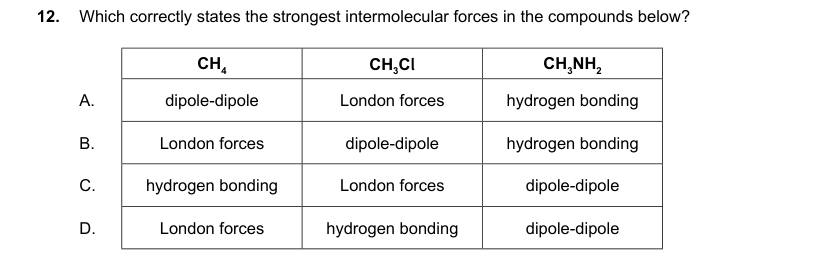 12. Which correctly states the strongest intermolecular forces in the compounds below?
CH₄ CH₃Cl CH₃NH₂
A. dipole-dipole London forces hydrogen bonding
B. London forces dipole-dipole hydrogen bonding
C. hydrogen bonding London forces dipole-dipole
D. London forces hydrogen bonding dipole-dipole